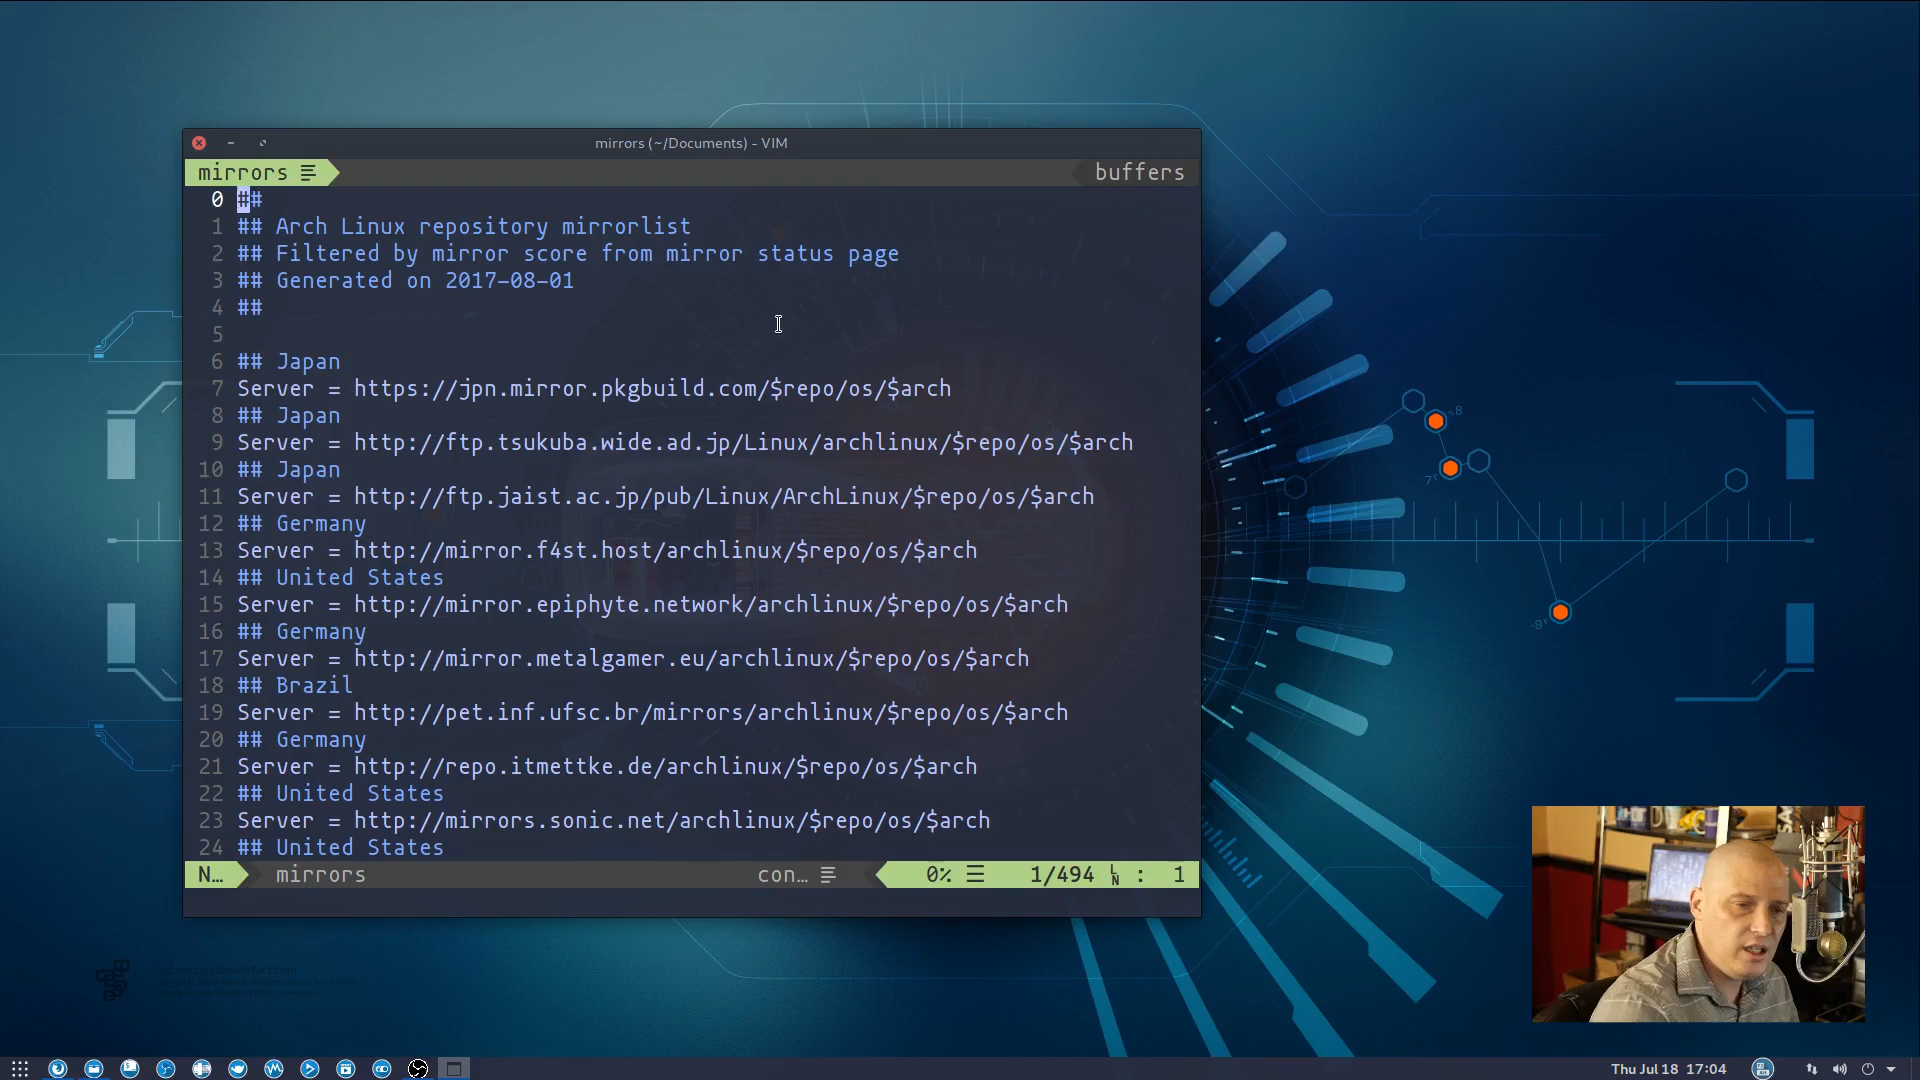 mirrors (~/Documents) - VIM
mirrors buffers
0 ##
1 ## Arch Linux repository mirrorlist
2 ## Filtered by mirror score from mirror status page
3 ## Generated on 2017-08-01
4 ##
5
6 ## Japan
7 Server = https://jpn.mirror.pkgbuild.com/$repo/os/$arch
8 ## Japan
9 Server = http://ftp.tsukuba.wide.ad.jp/Linux/archlinux/$repo/os/$arch
10 ## Japan
11 Server = http://ftp.jaist.ac.jp/pub/Linux/ArchLinux/$repo/os/$arch
12 ## Germany
13 Server = http://mirror.f4st.host/archlinux/$repo/os/$arch
14 ## United States
15 Server = http://mirror.epiphyte.network/archlinux/$repo/os/$arch
16 ## Germany
17 Server = http://mirror.metalgamer.eu/archlinux/$repo/os/$arch
18 ## Brazil
19 Server = http://pet.inf.ufsc.br/mirrors/archlinux/$repo/os/$arch
20 ## Germany
21 Server = http://repo.itmettke.de/archlinux/$repo/os/$arch
22 ## United States
23 Server = http://mirrors.sonic.net/archlinux/$repo/os/$arch
24 ## United States
N… mirrors con… 0% ☰ 1/494 LN : 1
Thu Jul 18 17:04